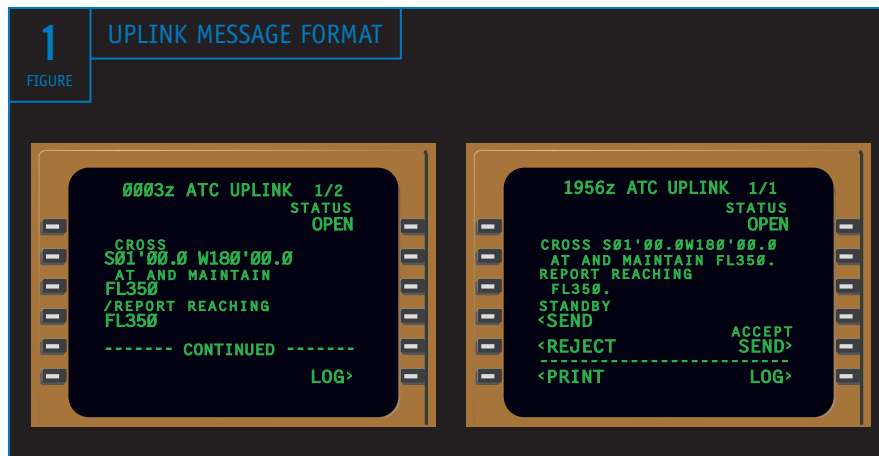 1
FIGURE
UPLINK MESSAGE FORMAT
ØØØ3z ATC UPLINK 1/2
STATUS
OPEN
CROSS
SØ1'ØØ.Ø W18Ø'ØØ.Ø
AT AND MAINTAIN
FL35Ø
/REPORT REACHING
FL35Ø
------- CONTINUED -------
LOG>
1956z ATC UPLINK 1/1
STATUS
OPEN
CROSS SØ1'ØØ.ØW18Ø'ØØ.Ø
AT AND MAINTAIN FL35Ø.
REPORT REACHING
FL35Ø.
STANDBY
<SEND
ACCEPT
<REJECT SEND>
-------------------------
<PRINT LOG>